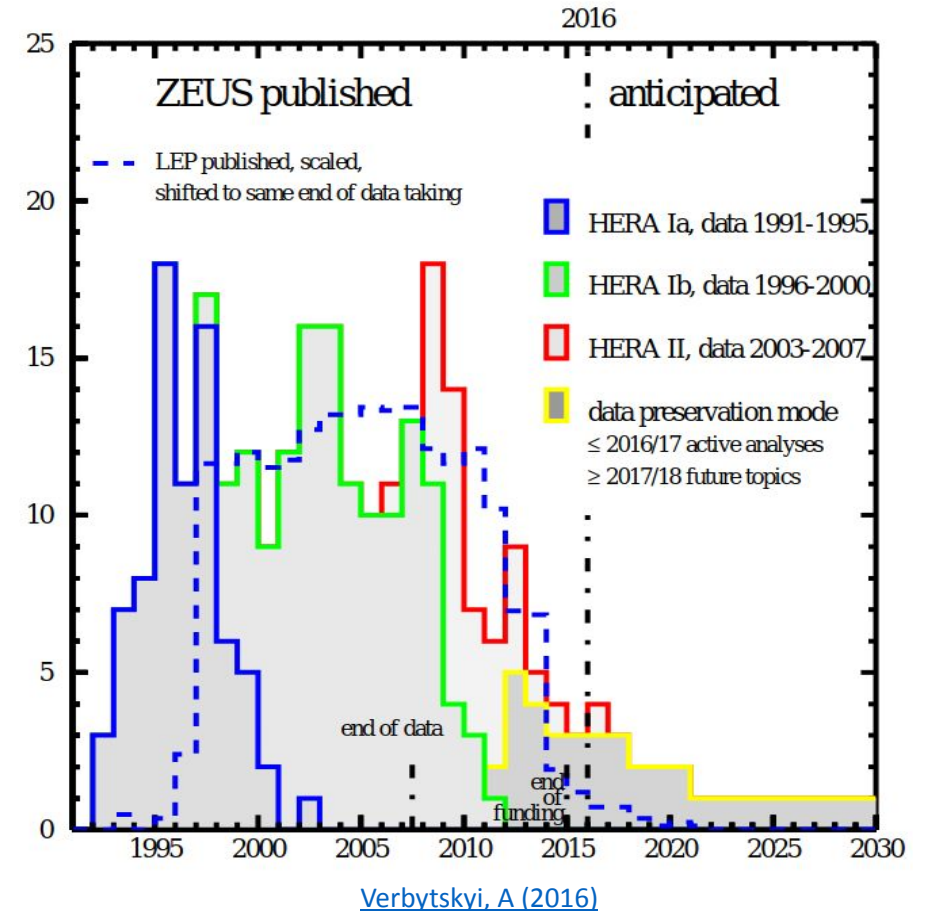 2016
25
ZEUS published
anticipated
LEP published, scaled,
shifted to same end of data taking
20
HERA Ia, data 1991-1995
HERA Ib, data 1996-2000
15
HERA II, data 2003-2007
data preservation mode
≤ 2016/17 active analyses
≥ 2017/18 future topics
10
5
end of data
end
of
funding
0
1995 2000 2005 2010 2015 2020 2025 2030
Verbytskyi, A (2016)